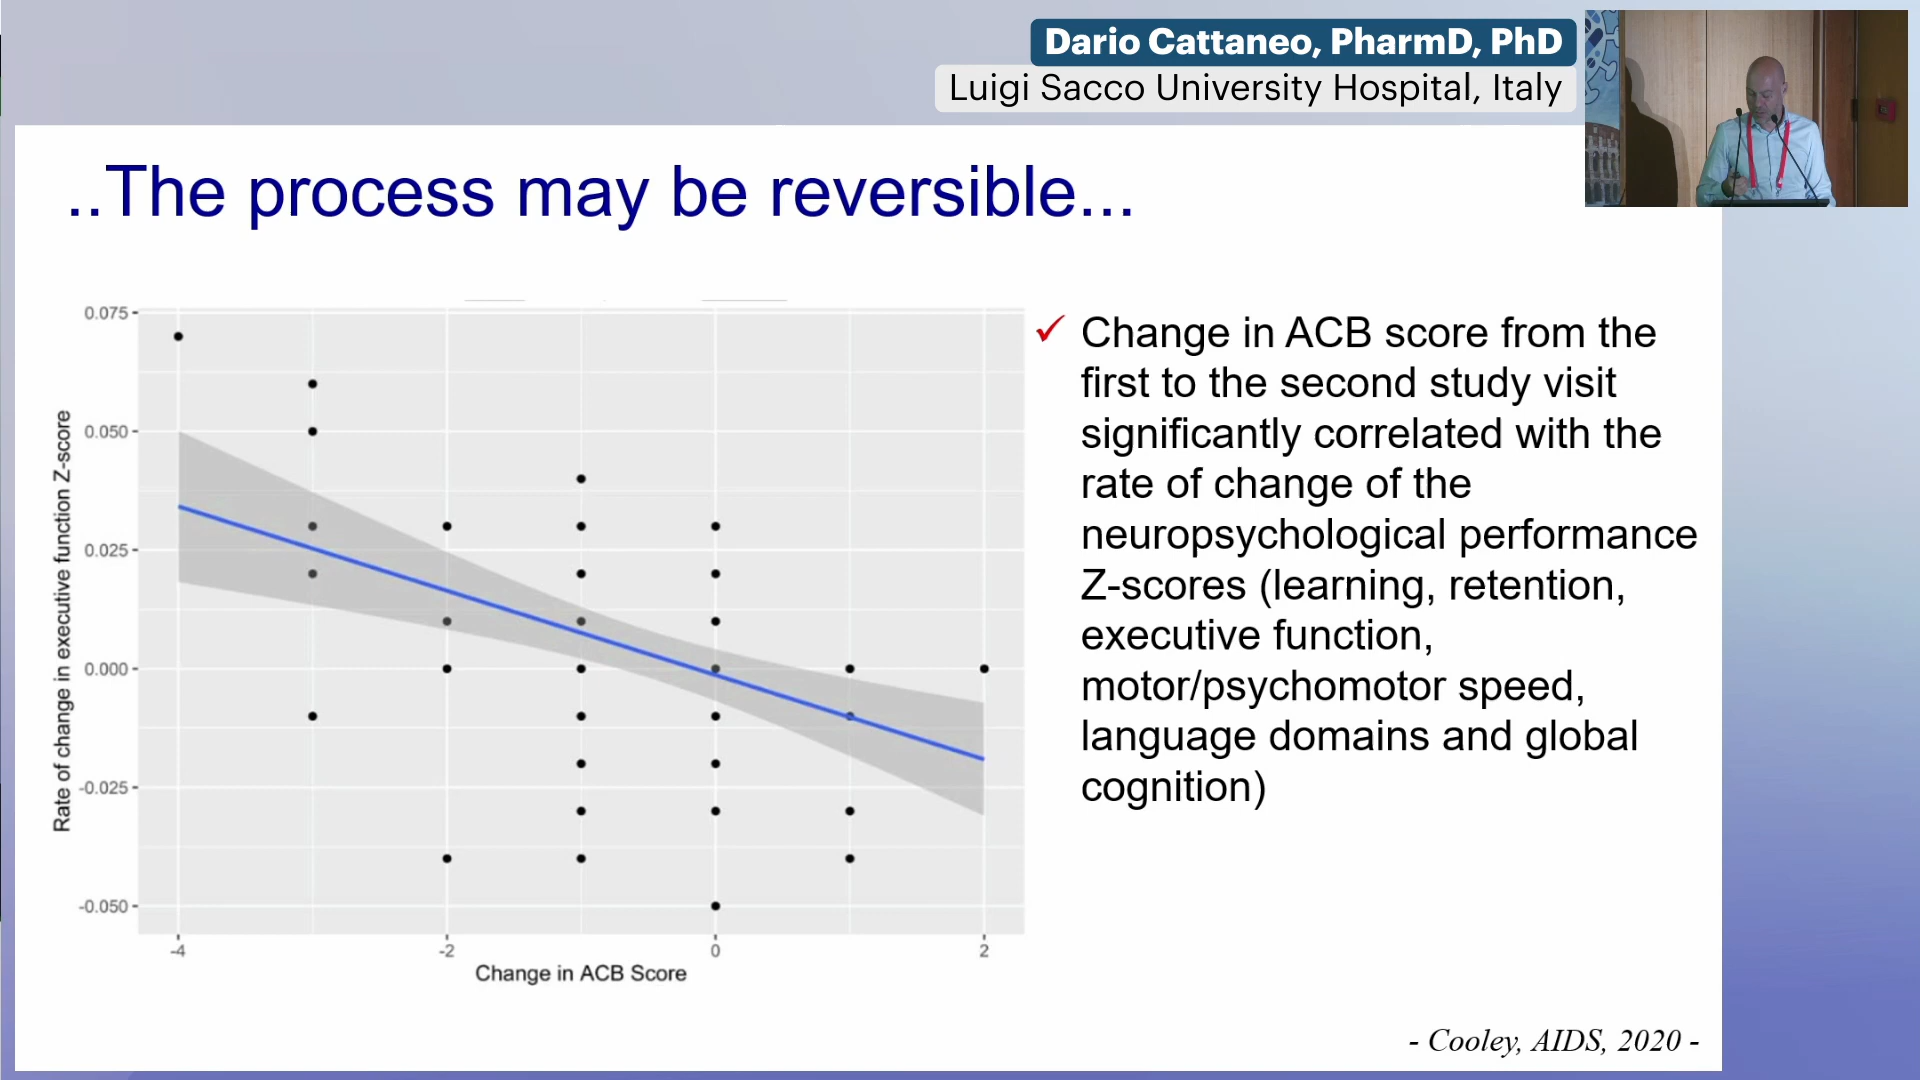 Dario Cattaneo, PharmD, PhD
Luigi Sacco University Hospital, Italy
..The process may be reversible...
0.075
0.050
0.025
0.000
-0.025
-0.050
Rate of change in executive function Z-score
-4
-2
0
2
Change in ACB Score
✓ Change in ACB score from the
first to the second study visit
significantly correlated with the
rate of change of the
neuropsychological performance
Z-scores (learning, retention,
executive function,
motor/psychomotor speed,
language domains and global
cognition)
- Cooley, AIDS, 2020 -